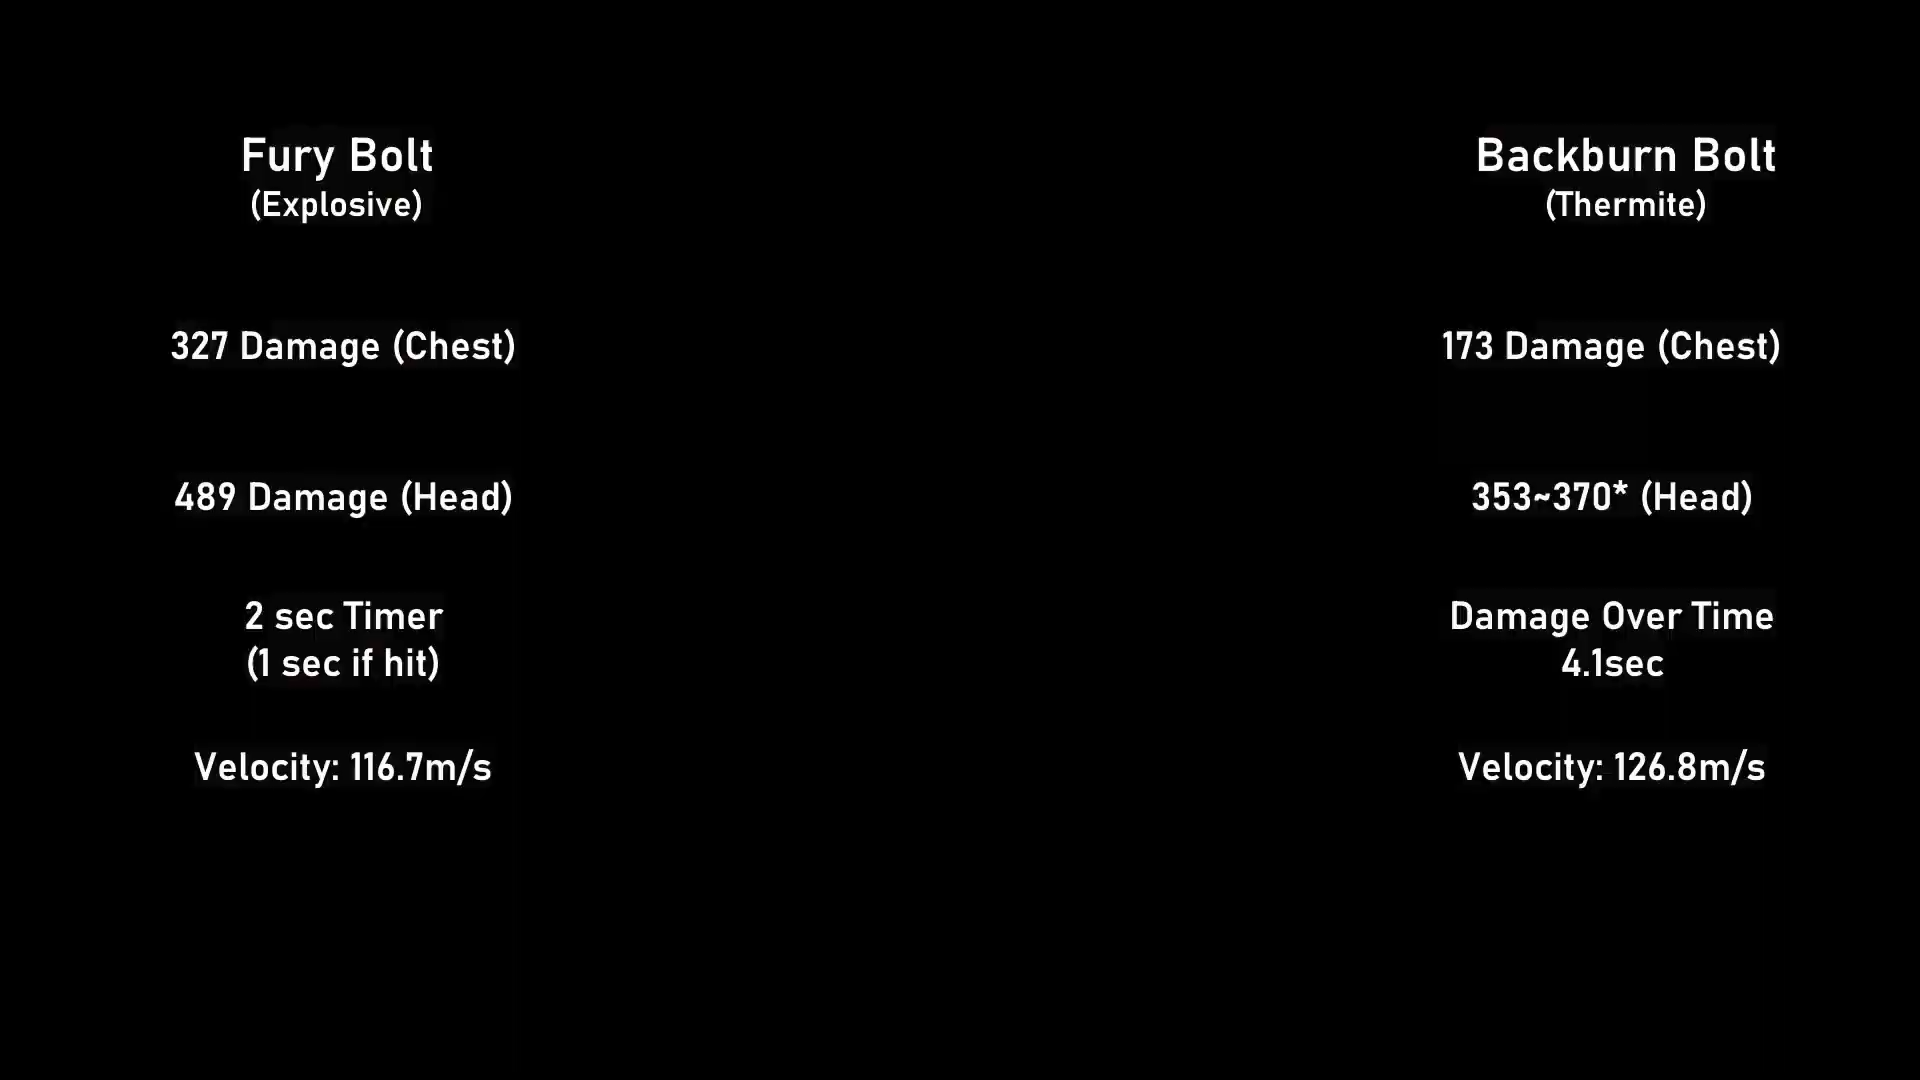 Fury Bolt
(Explosive)
327 Damage (Chest)
489 Damage (Head)
2 sec Timer
(1 sec if hit)
Velocity: 116.7m/s
Backburn Bolt
(Thermite)
173 Damage (Chest)
353~370* (Head)
Damage Over Time
4.1sec
Velocity: 126.8m/s